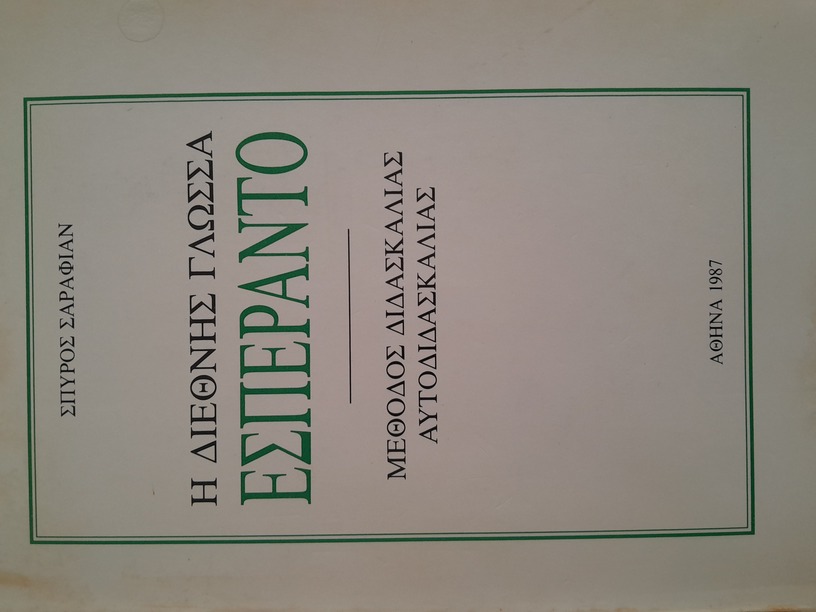 ΣΠΥΡΟΣ ΣΑΡΑΦΙΑΝ
Η ΔΙΕΘΝΗΣ ΓΛΩΣΣΑ
ΕΣΠΕΡΑΝΤΟ
ΜΕΘΟΔΟΣ ΔΙΔΑΣΚΑΛΙΑΣ
ΑΥΤΟΔΙΔΑΣΚΑΛΙΑΣ
ΑΘΗΝΑ 1987